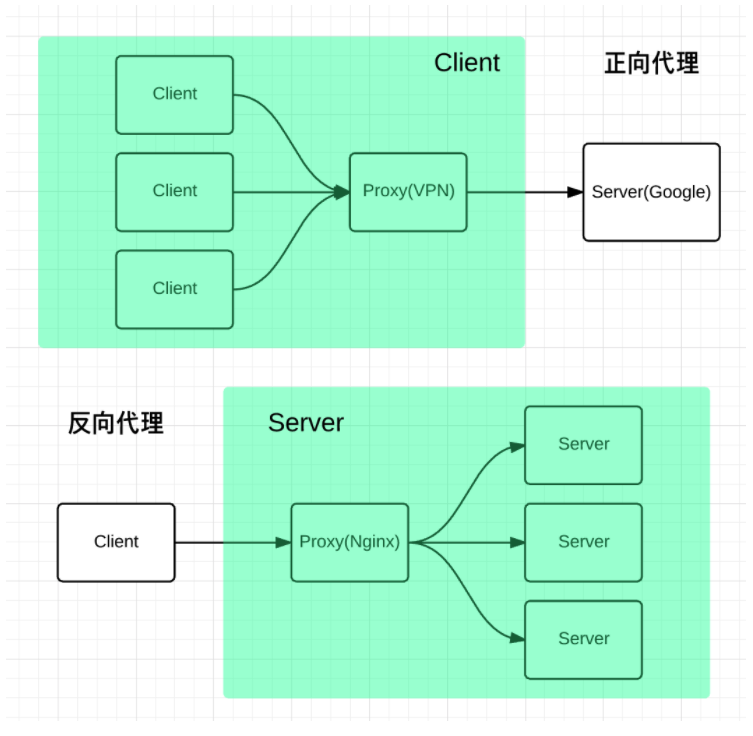 Client
正向代理
Client
Client
Proxy(VPN)
Server(Google)
Client
反向代理
Server
Server
Client
Proxy(Nginx)
Server
Server